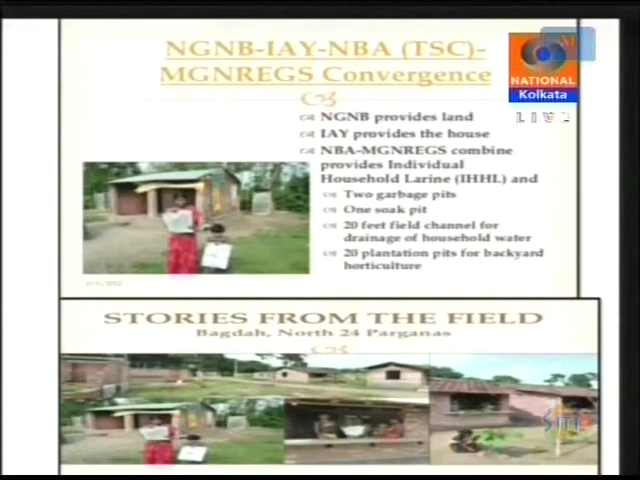 NGNB-IAY-NBA (TSC)-
MGNREGS Convergence
NATIONAL
Kolkata
LIVE
NGNB provides land
IAY provides the house
NBA-MGNREGS combine
provides Individual
Household Larine (IHHL) and
Two garbage pits
One soak pit
20 feet field channel for
drainage of household water
20 plantation pits for backyard
horticulture
STORIES FROM THE FIELD
Bagdah, North 24 Parganas